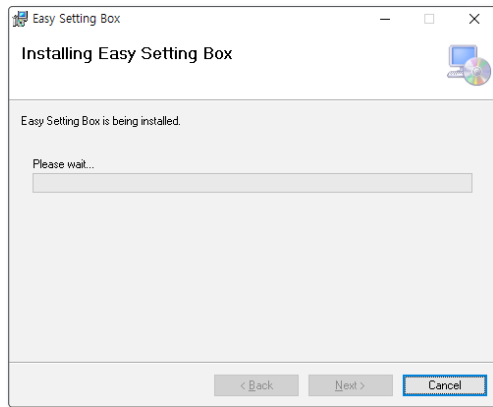 Easy Setting Box
Installing Easy Setting Box
Easy Setting Box is being installed.
Please wait...
< Back
Next >
Cancel